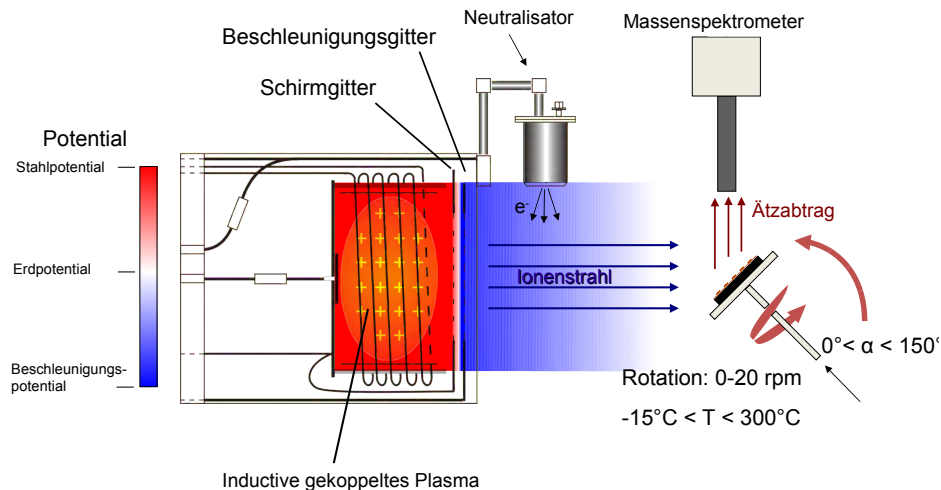 Neutralisator
Massenspektrometer
Beschleunigungsgitter
Schirmgitter
Potential
Stahlpotential
Erdpotential
Beschleunigungs-
potential
e-
Ätzabtrag
Ionenstrahl
0°< α < 150°
Rotation: 0-20 rpm
-15°C < T < 300°C
Inductive gekoppeltes Plasma